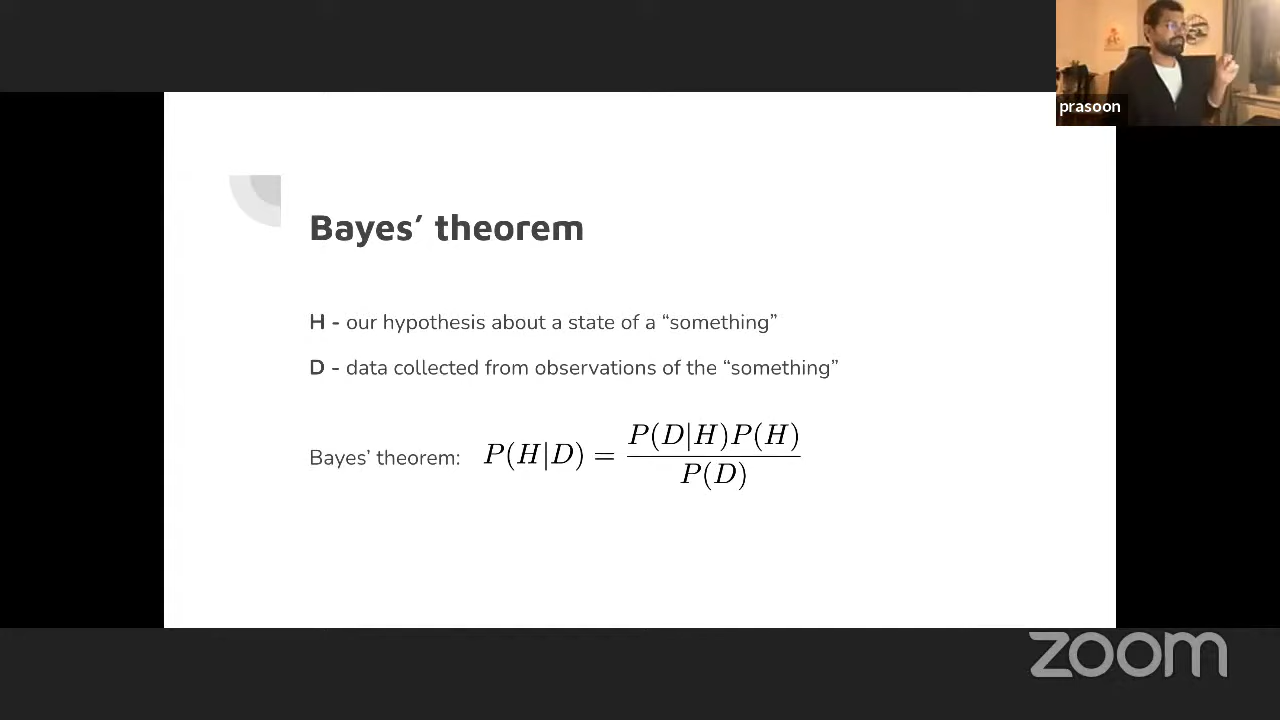 prasoon
Bayes’ theorem
H - our hypothesis about a state of a “something”
D - data collected from observations of the “something”
Bayes’ theorem: P(H|D) = P(D|H)P(H) / P(D)
zoom